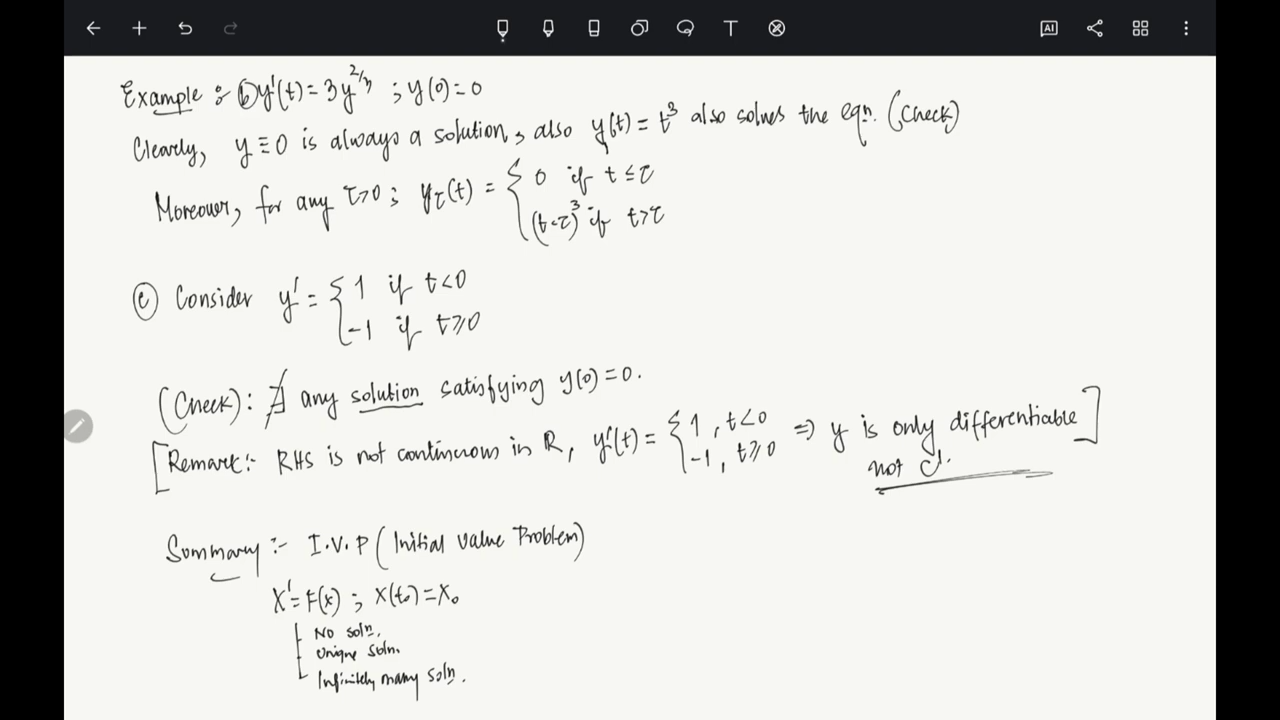 AI
Example :- (b) y'(t) = 3y^{2/3} ; y(0) = 0
Clearly, y ≡ 0 is always a solution, also y(t) = t³ also solves the eqn. (Check)
Moreover, for any τ>0 ; y_τ(t) = { 0 if t ≤ τ
(t-τ)³ if t>τ
(c) Consider y' = { 1 if t<0
-1 if t≥0
(Check): ∄ any solution satisfying y(0)=0.
[Remark:- RHS is not continuous in R, y'(t) = { 1, t<0 ⇒ y is only differentiable]
-1, t≥0 not C¹.
Summary :- I.V.P (Initial Value Problem)
X' = F(x) ; X(t₀) = X₀
No soln.
Unique soln.
Infinitely many soln.